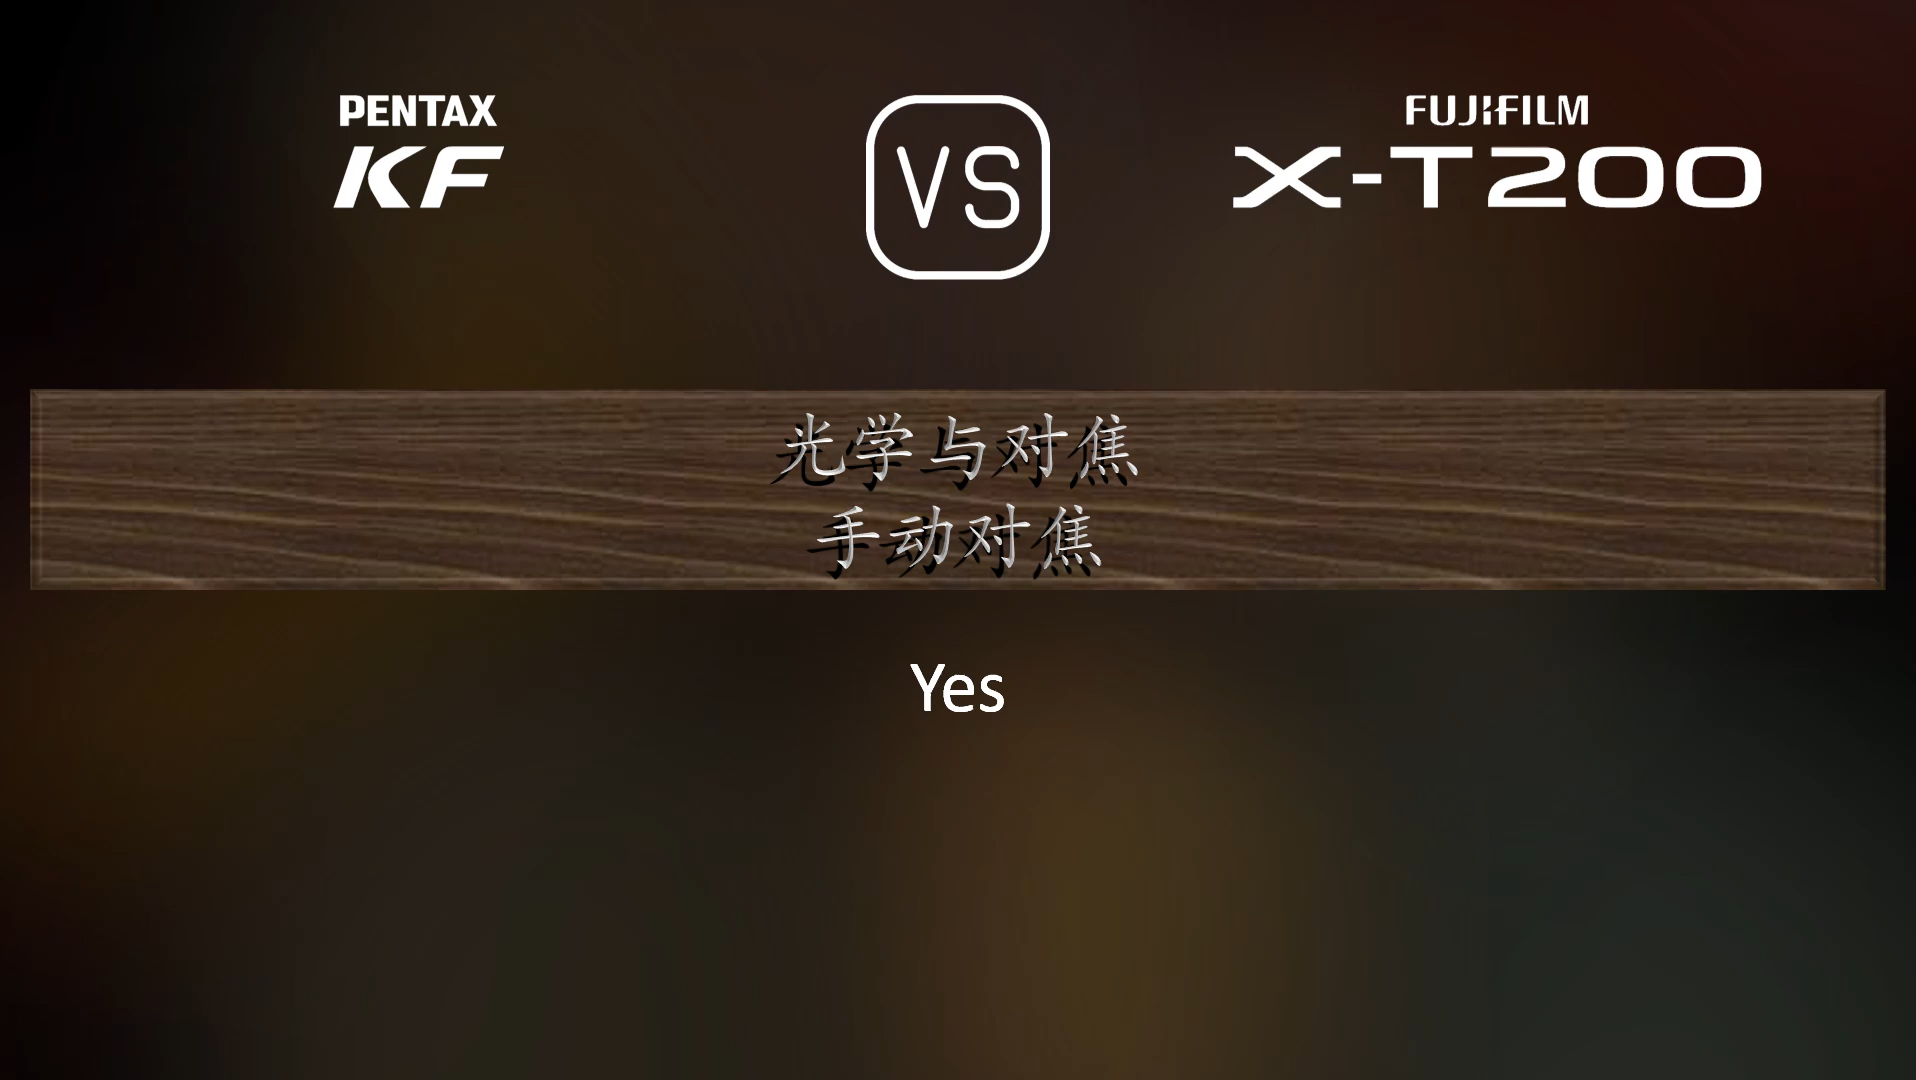 PENTAX
KF
VS
FUJIFILM
X-T200
光学与对焦
手动对焦
Yes